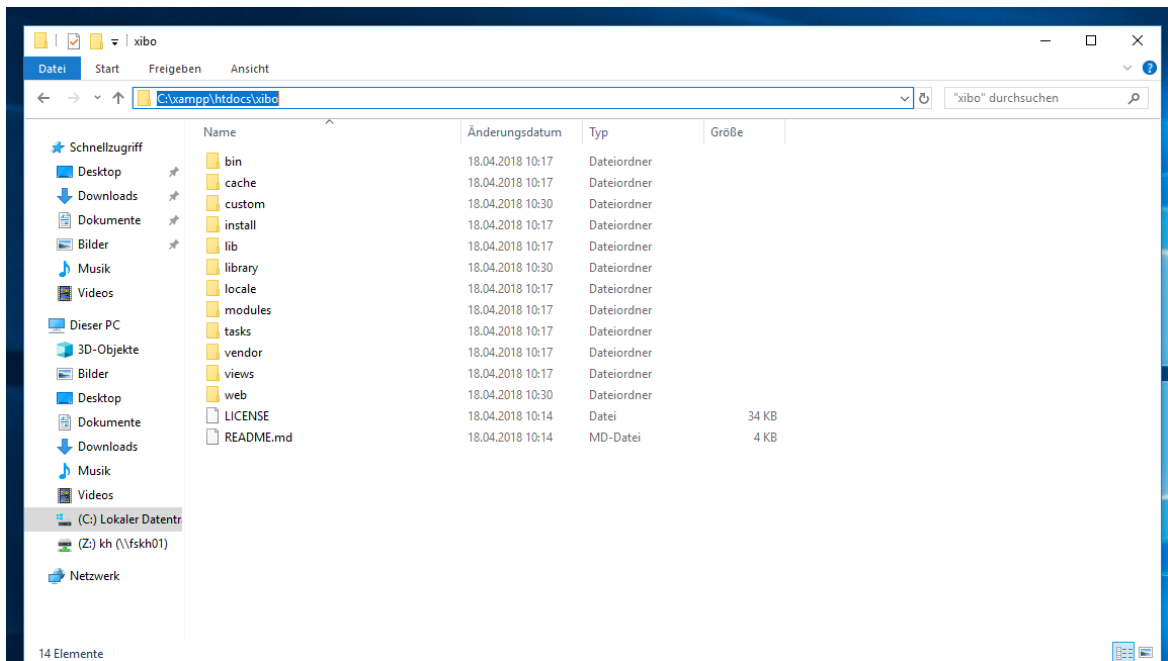 xibo
Datei Start Freigeben Ansicht
C:\xampp\htdocs\xibo "xibo" durchsuchen
Name Änderungsdatum Typ Größe
Schnellzugriff
Desktop
Downloads
Dokumente
Bilder
Musik
Videos
Dieser PC
3D-Objekte
Bilder
Desktop
Dokumente
Downloads
Musik
Videos
(C:) Lokaler Datentr
(Z:) kh (\\fskh01)
Netzwerk
bin 18.04.2018 10:17 Dateiordner
cache 18.04.2018 10:17 Dateiordner
custom 18.04.2018 10:30 Dateiordner
install 18.04.2018 10:17 Dateiordner
lib 18.04.2018 10:17 Dateiordner
library 18.04.2018 10:30 Dateiordner
locale 18.04.2018 10:17 Dateiordner
modules 18.04.2018 10:17 Dateiordner
tasks 18.04.2018 10:17 Dateiordner
vendor 18.04.2018 10:17 Dateiordner
views 18.04.2018 10:17 Dateiordner
web 18.04.2018 10:30 Dateiordner
LICENSE 18.04.2018 10:14 Datei 34 KB
README.md 18.04.2018 10:14 MD-Datei 4 KB
14 Elemente